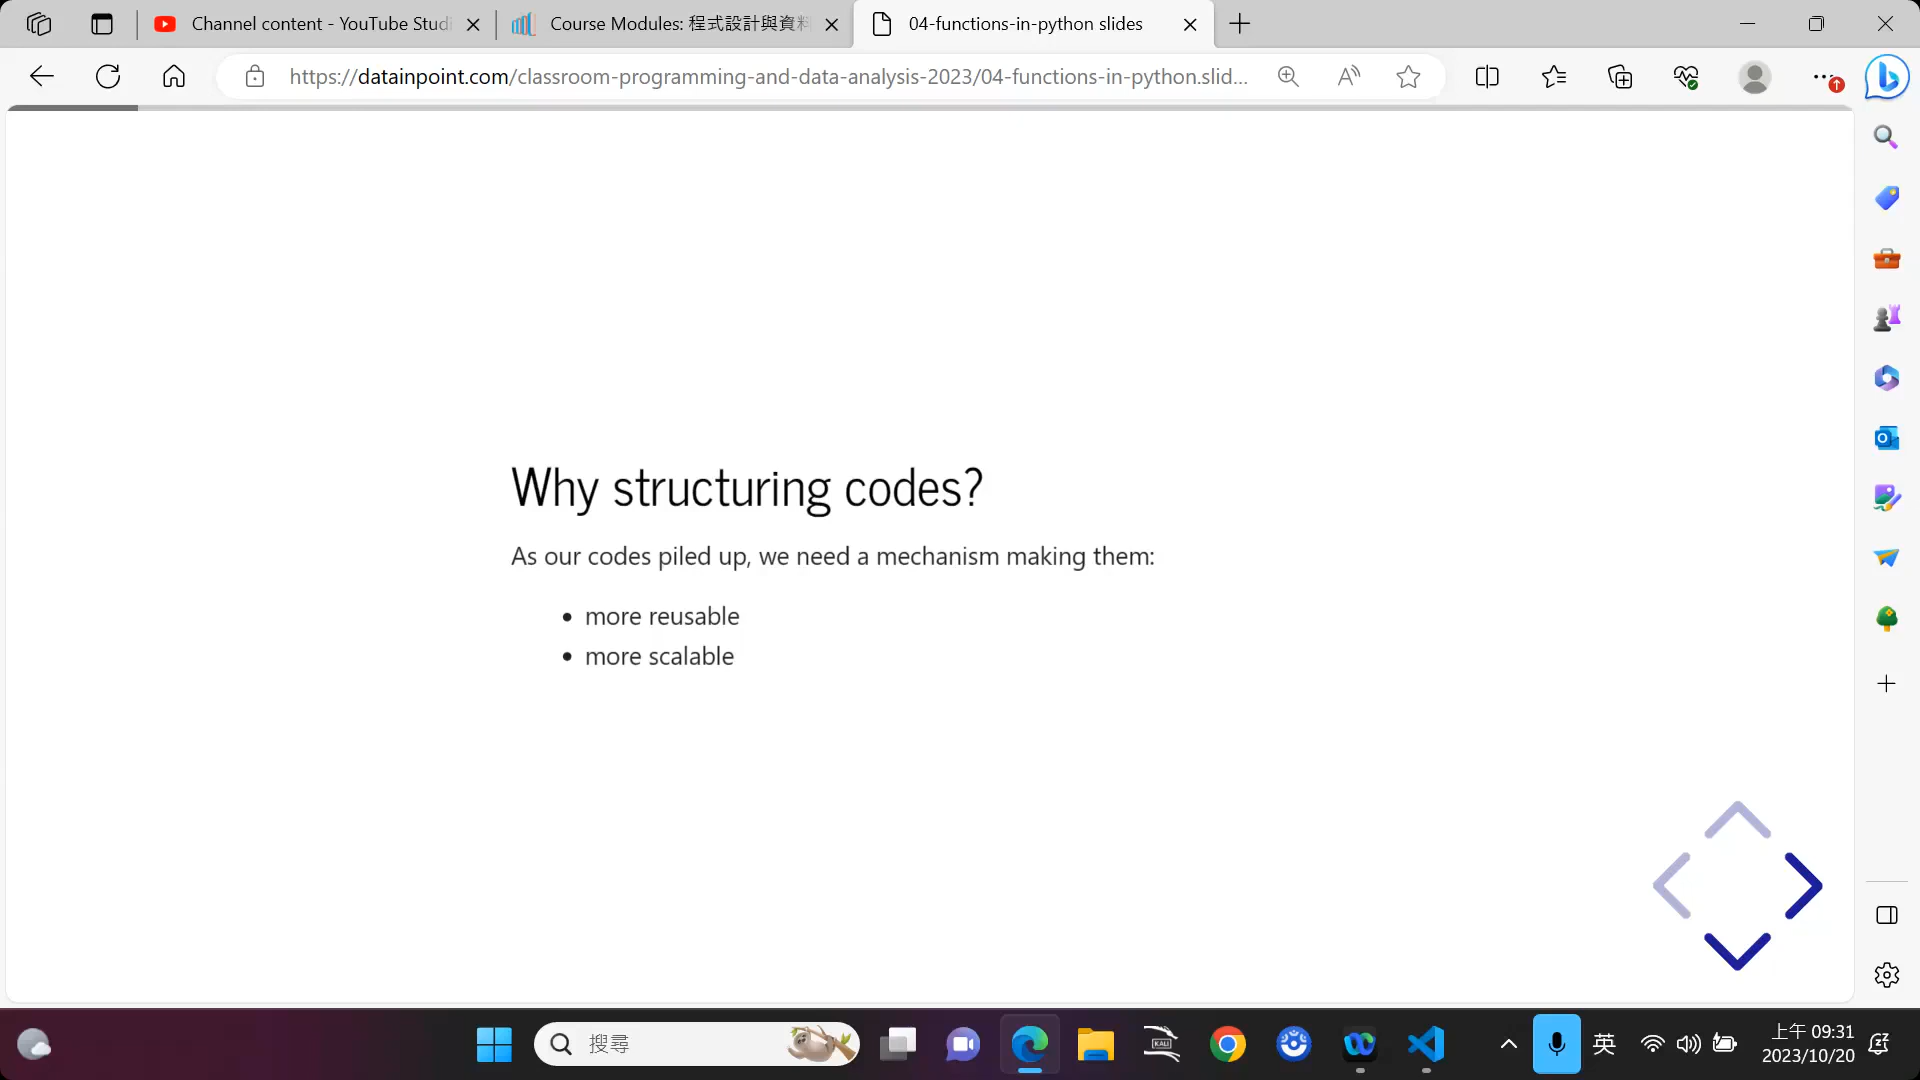 Channel content - YouTube Studi
Course Modules: 程式設計與資料
04-functions-in-python slides
https://datainpoint.com/classroom-programming-and-data-analysis-2023/04-functions-in-python.slid...
Why structuring codes?
As our codes piled up, we need a mechanism making them:
• more reusable
• more scalable
搜尋
KALI
英
上午 09:31
2023/10/20